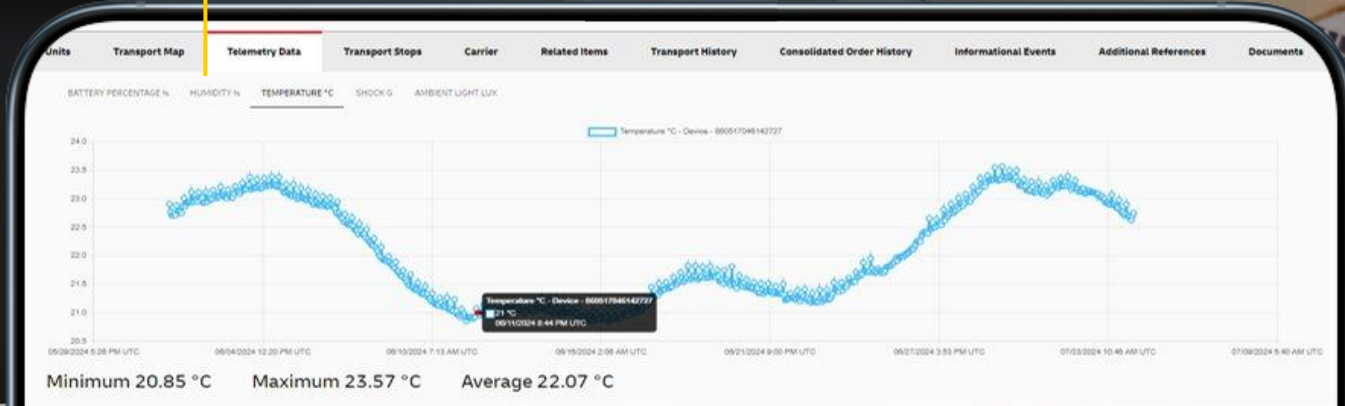 Units Transport Map Telemetry Data Transport Stops Carrier Related Items Transport History Consolidated Order History Informational Events Additional References Documents
BATTERY PERCENTAGE % HUMIDITY % TEMPERATURE °C SHOCK G AMBIENT LIGHT LUX
Temperature °C - Device - 860517046142727
24.0
23.5
23.0
22.5
22.0
21.5
21.0
20.5
Temperature °C - Device - 860517046142727
21 °C
06/11/2024 8:44 PM UTC
05/29/2024 5:26 PM UTC 06/04/2024 12:20 PM UTC 06/10/2024 7:13 AM UTC 06/16/2024 2:06 AM UTC 06/21/2024 9:00 PM UTC 06/27/2024 3:53 PM UTC 07/03/2024 10:46 AM UTC 07/09/2024 5:40 AM UTC
Minimum 20.85 °C Maximum 23.57 °C Average 22.07 °C